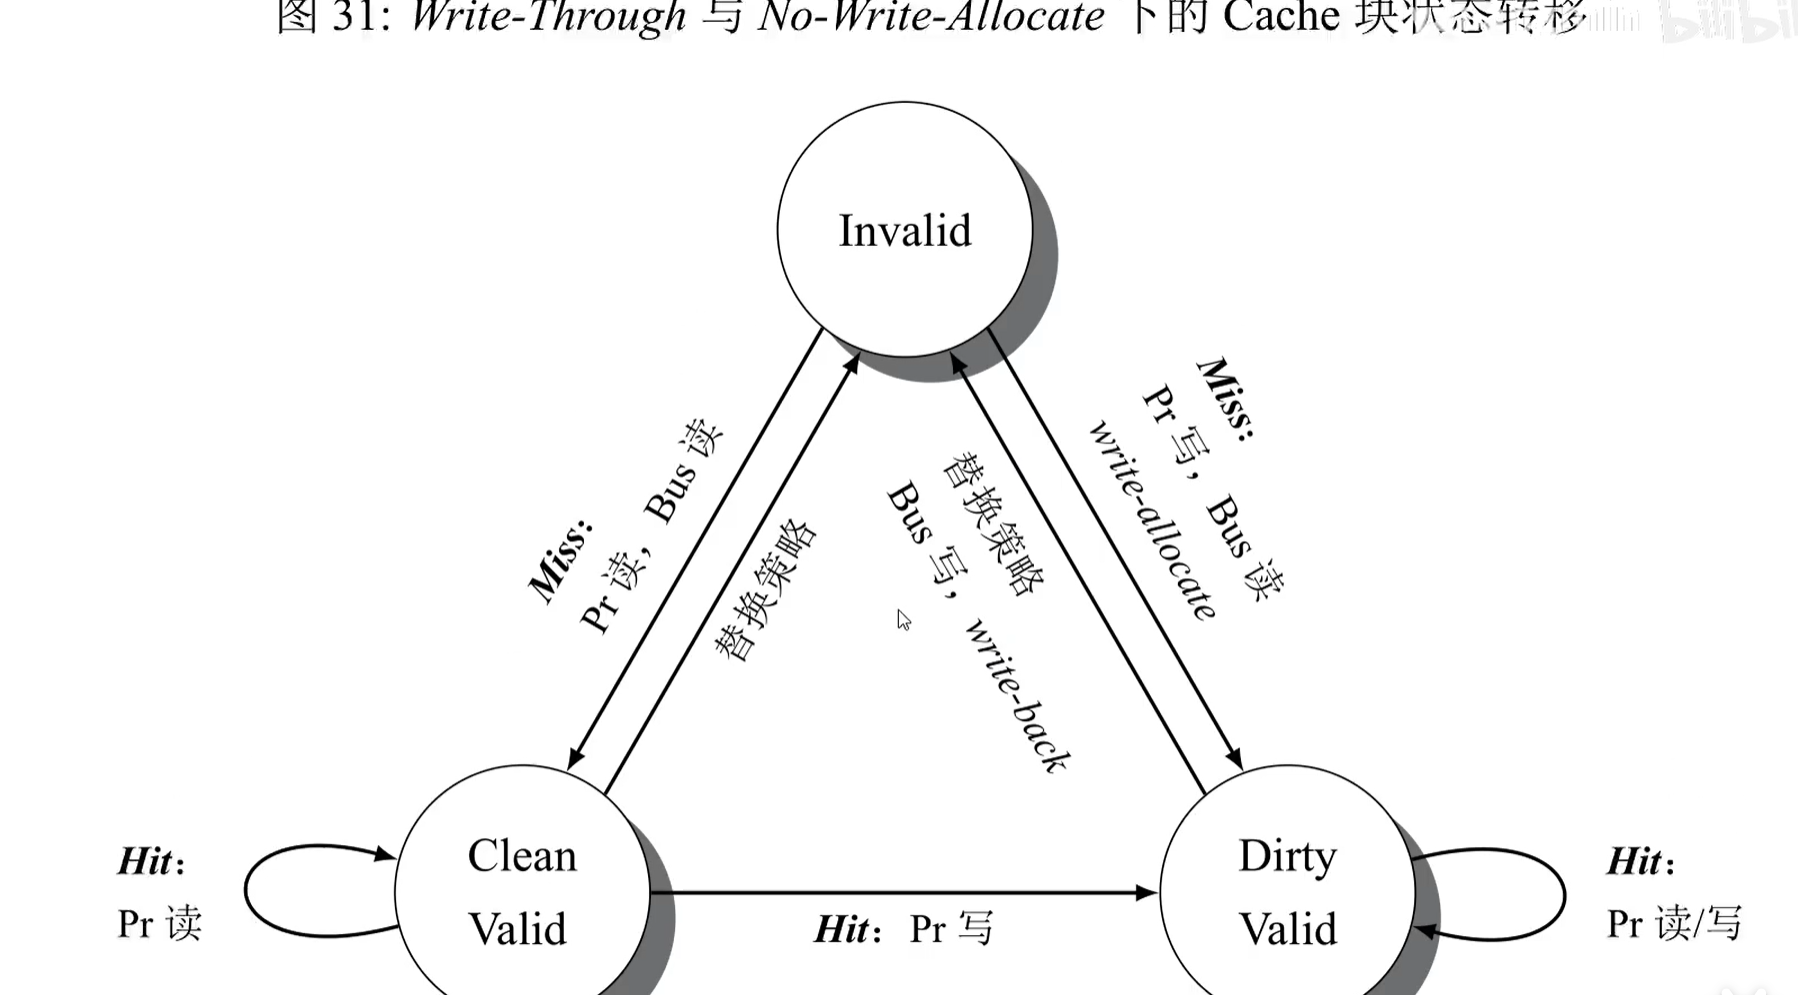 图 31: Write-Through 与 No-Write-Allocate 下的 Cache 块状态转移
bilibili
Invalid
Miss:
Pr 读，Bus 读
替换策略
替换策略
Bus 写，write-back
Miss:
Pr 写，Bus 读
write-allocate
Hit:
Pr 读
Clean
Valid
Hit: Pr 写
Dirty
Valid
Hit:
Pr 读/写